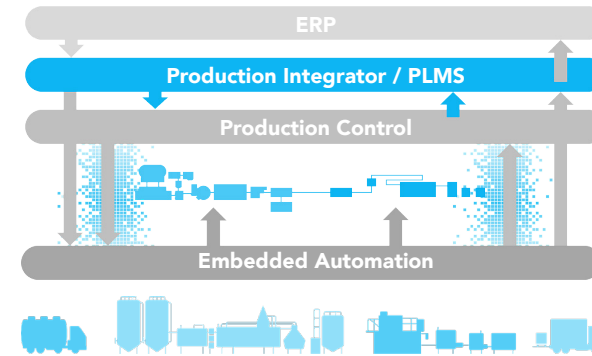 ERP
Production Integrator / PLMS
Production Control
Embedded Automation